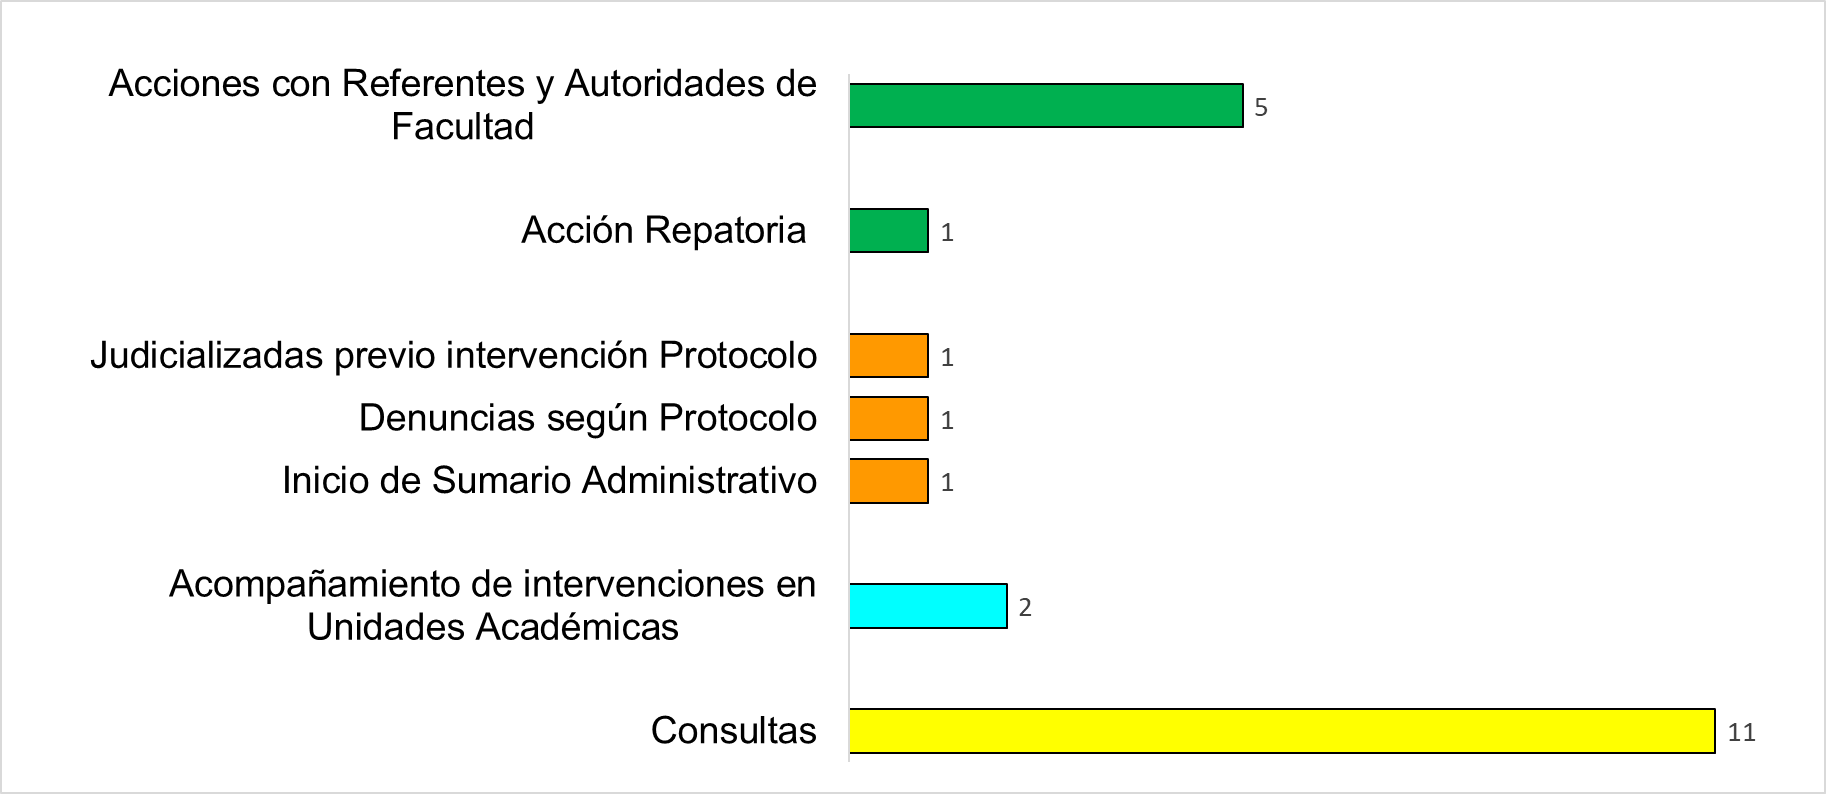 Acciones con Referentes y Autoridades de
Facultad
5
Acción Repatoria
1
Judicializadas previo intervención Protocolo
1
Denuncias según Protocolo
1
Inicio de Sumario Administrativo
1
Acompañamiento de intervenciones en
Unidades Académicas
2
Consultas
11